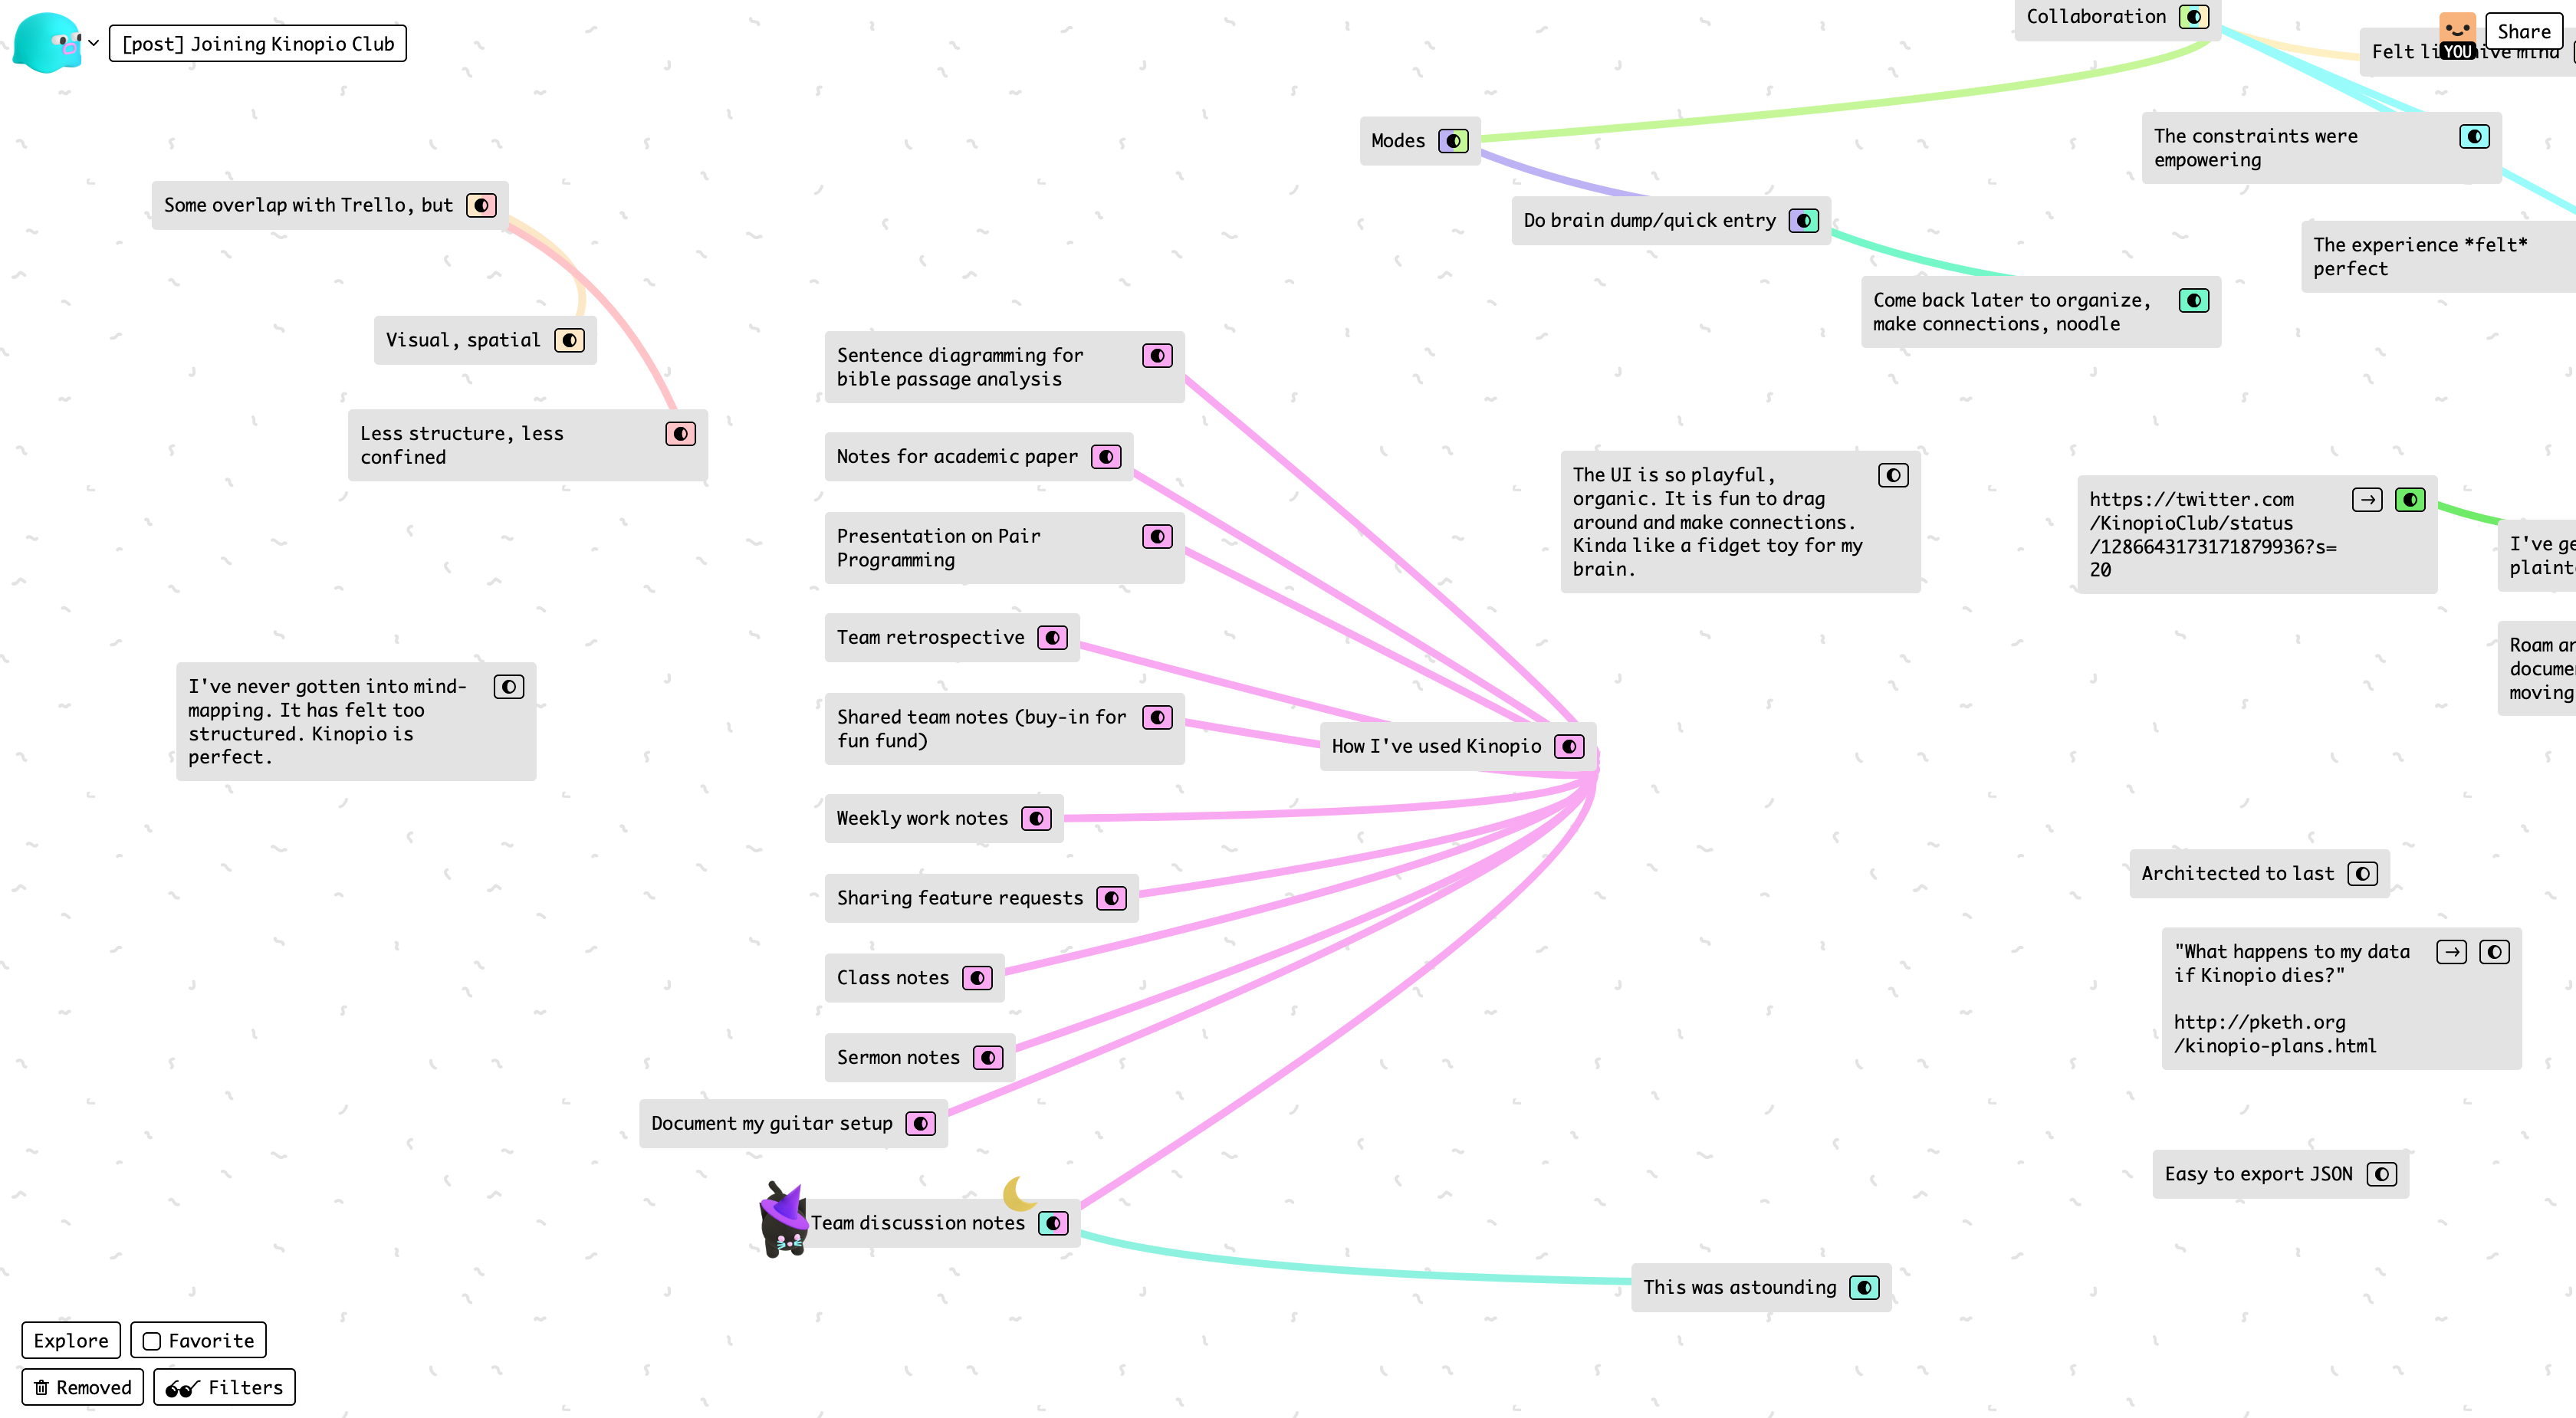 [post] Joining Kinopio Club
Share
YOU
Collaboration
Felt li
ive mind
Modes
The constraints were
empowering
Some overlap with Trello, but
Do brain dump/quick entry
The experience *felt*
perfect
Come back later to organize,
make connections, noodle
Visual, spatial
Sentence diagramming for
bible passage analysis
Less structure, less
confined
Notes for academic paper
The UI is so playful,
organic. It is fun to drag
around and make connections.
Kinda like a fidget toy for my
brain.
https://twitter.com
/KinopioClub/status
/1286643173171879936?s=
20
Presentation on Pair
Programming
I've ge
plaint
Team retrospective
Roam ar
docume
moving
I've never gotten into mind-
mapping. It has felt too
structured. Kinopio is
perfect.
Shared team notes (buy-in for
fun fund)
How I've used Kinopio
Weekly work notes
Sharing feature requests
Architected to last
Class notes
"What happens to my data
if Kinopio dies?"
http://pketh.org
/kinopio-plans.html
Sermon notes
Document my guitar setup
Easy to export JSON
Team discussion notes
This was astounding
Explore
Favorite
Removed
Filters